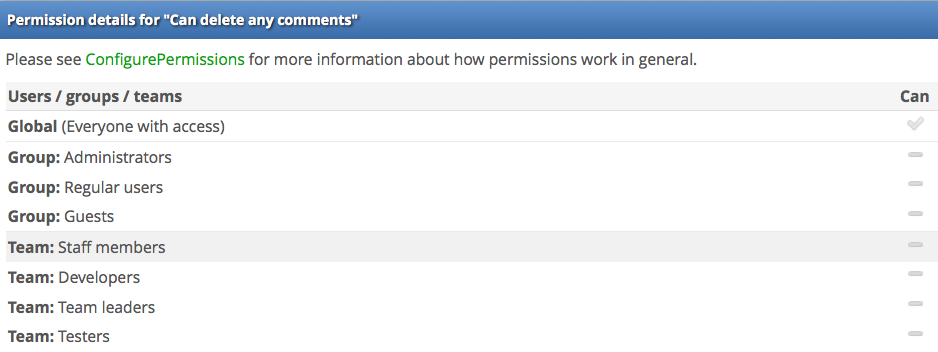 Permission details for "Can delete any comments"
Please see ConfigurePermissions for more information about how permissions work in general.
Users / groups / teams Can
Global (Everyone with access)
Group: Administrators
Group: Regular users
Group: Guests
Team: Staff members
Team: Developers
Team: Team leaders
Team: Testers